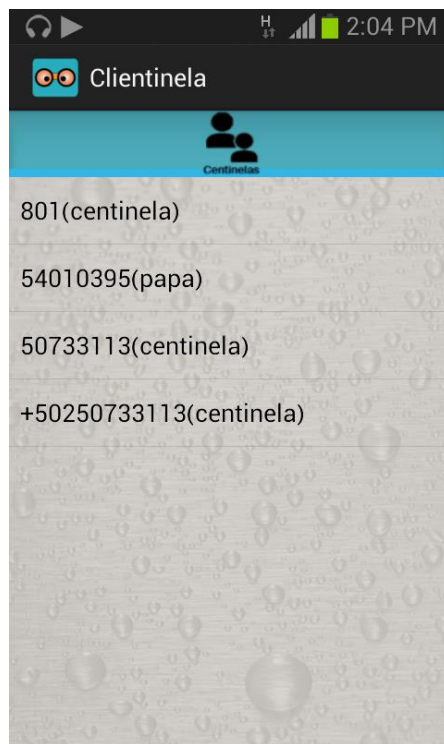 H 2:04 PM
Clientinela
Centinelas
801(centinela)
54010395(papa)
50733113(centinela)
+50250733113(centinela)